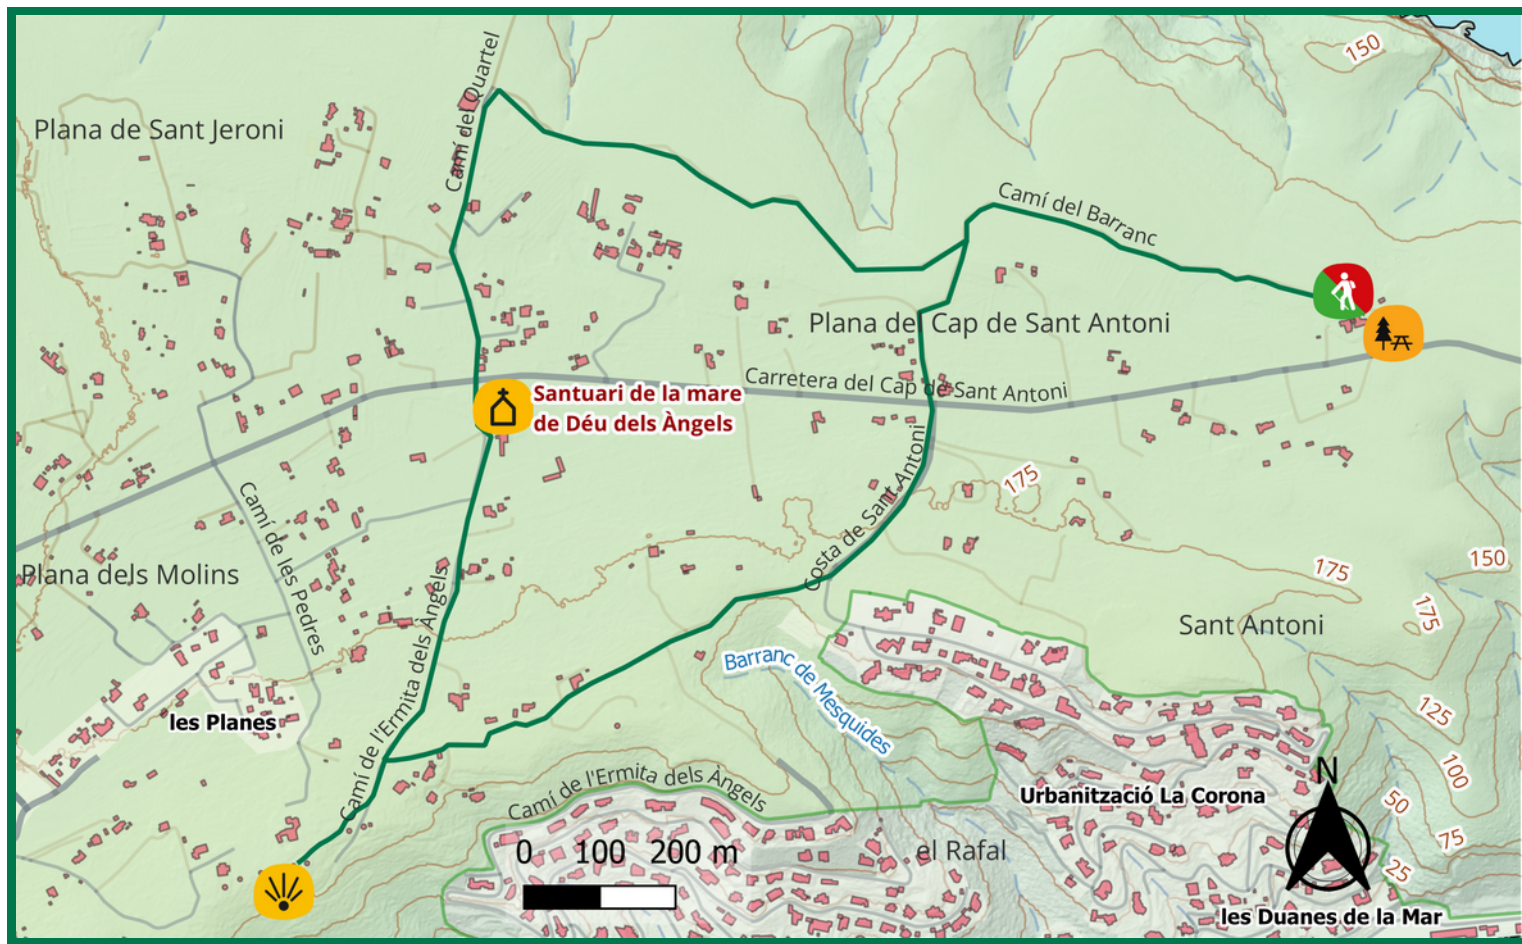 150
Camí del Quartel
Plana de Sant Jeroni
Camí del Barranc
Plana del Cap de Sant Antoni
Carretera del Cap de Sant Antoni
Santuari de la mare
de Déu dels Àngels
Costa de Sant Antoni
175
Camí de les Pedres
Plana dels Molins
175
150
175
Sant Antoni
Camí de l'Ermita dels Àngels
Barranc de Mesquides
les Planes
125
100
50
75
25
Camí de l'Ermita dels Àngels
N
Urbanització La Corona
el Rafal
0 100 200 m
les Duanes de la Mar